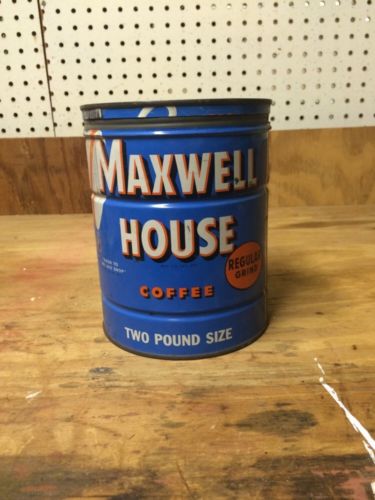 MAXWELL
HOUSE
REGULAR
GRIND
COFFEE
TWO POUND SIZE